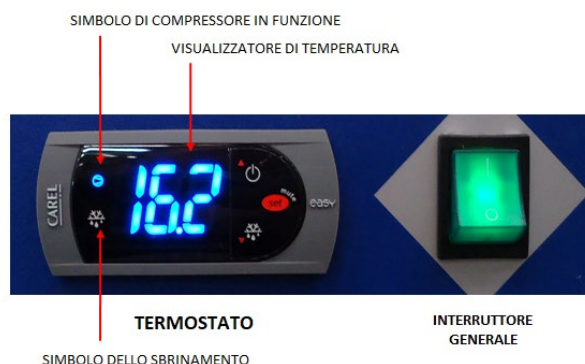 SIMBOLO DI COMPRESSORE IN FUNZIONE
VISUALIZZATORE DI TEMPERATURA
CAREL
16.2
mute
set
easy
TERMOSTATO
INTERRUTTORE
GENERALE
SIMBOLO DELLO SBRINAMENTO